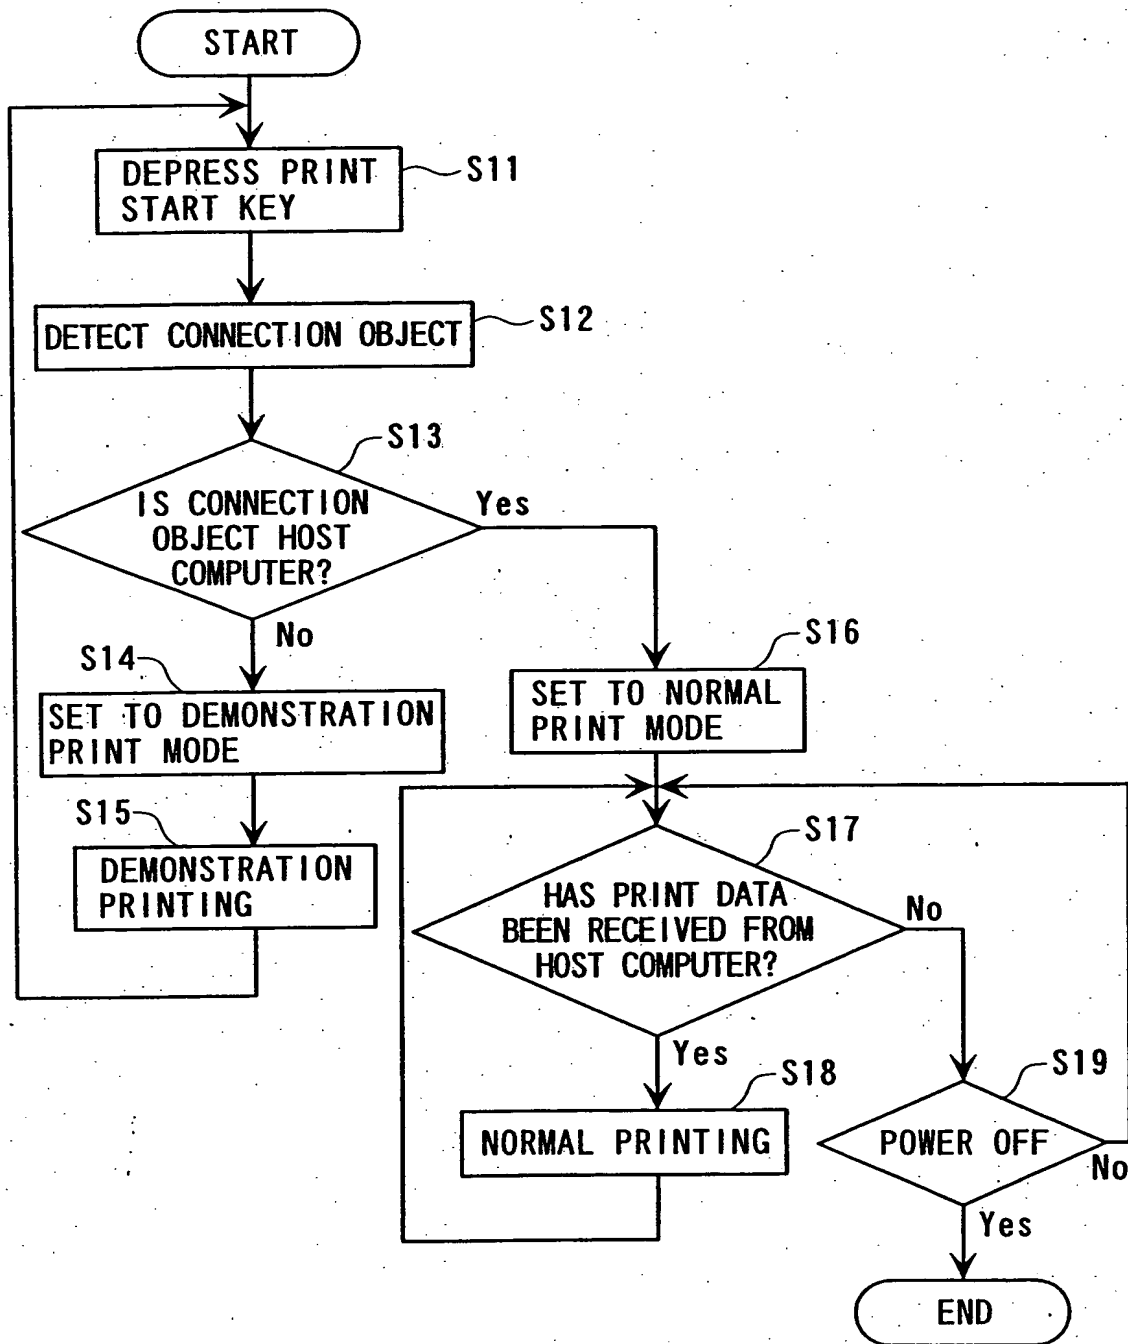 START
DEPRESS PRINT
START KEY
S11
DETECT CONNECTION OBJECT
S12
S13
IS CONNECTION
OBJECT HOST
COMPUTER?
Yes
No
S14
SET TO DEMONSTRATION
PRINT MODE
S15
DEMONSTRATION
PRINTING
S16
SET TO NORMAL
PRINT MODE
S17
HAS PRINT DATA
BEEN RECEIVED FROM
HOST COMPUTER?
No
Yes
S18
NORMAL PRINTING
S19
POWER OFF
No
Yes
END